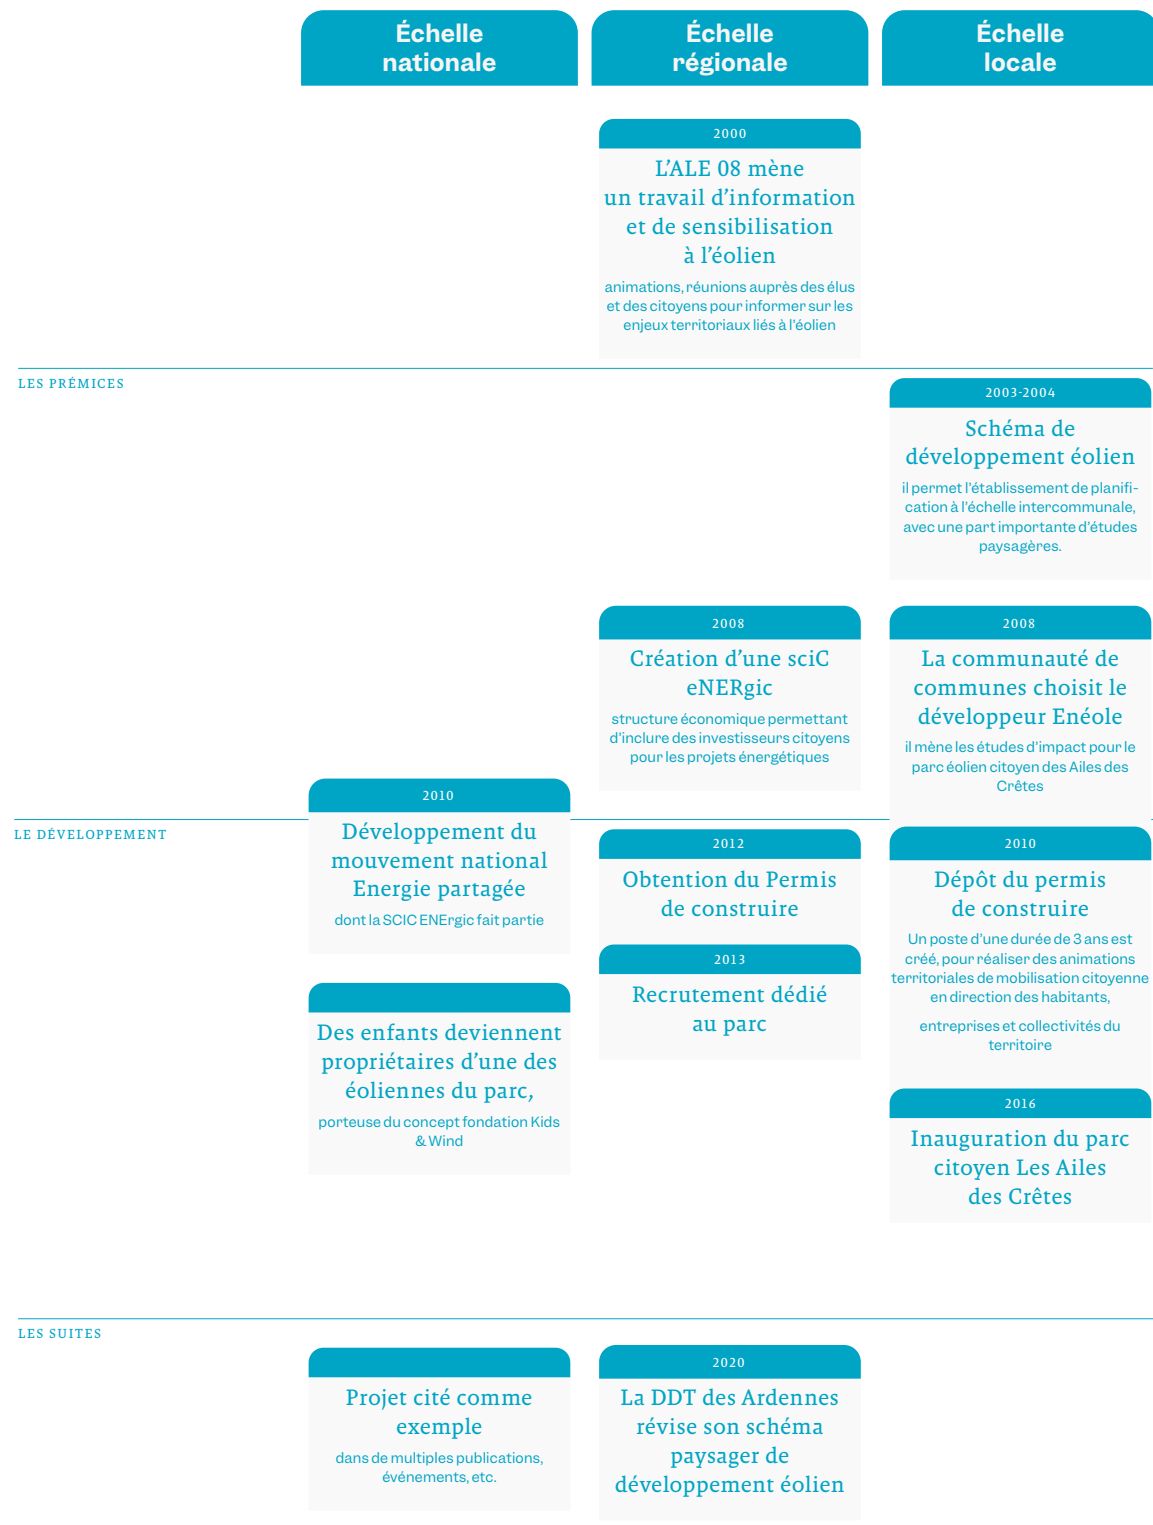 Échelle
nationale
Échelle
régionale
Échelle
locale
2000
L’ALE 08 mène
un travail d’information
et de sensibilisation
à l’éolien
animations, réunions auprès des élus
et des citoyens pour informer sur les
enjeux territoriaux liés à l’éolien
LES PRÉMICES
2003-2004
Schéma de
développement éolien
il permet l’établissement de planifi-
cation à l’échelle intercommunale,
avec une part importante d’études
paysagères.
2008
Création d’une sciC
eNERgic
structure économique permettant
d’inclure des investisseurs citoyens
pour les projets énergétiques
2008
La communauté de
communes choisit le
développeur Enéole
il mène les études d’impact pour le
parc éolien citoyen des Ailes des
Crêtes
LE DÉVELOPPEMENT
2010
Développement du
mouvement national
Energie partagée
dont la SCIC ENErgic fait partie
Des enfants deviennent
propriétaires d’une des
éoliennes du parc,
porteuse du concept fondation Kids
& Wind
2012
Obtention du Permis
de construire
2013
Recrutement dédié
au parc
2010
Dépôt du permis
de construire
Un poste d’une durée de 3 ans est
créé, pour réaliser des animations
territoriales de mobilisation citoyenne
en direction des habitants,
entreprises et collectivités du
territoire
2016
Inauguration du parc
citoyen Les Ailes
des Crêtes
LES SUITES
Projet cité comme
exemple
dans de multiples publications,
événements, etc.
2020
La DDT des Ardennes
révise son schéma
paysager de
développement éolien